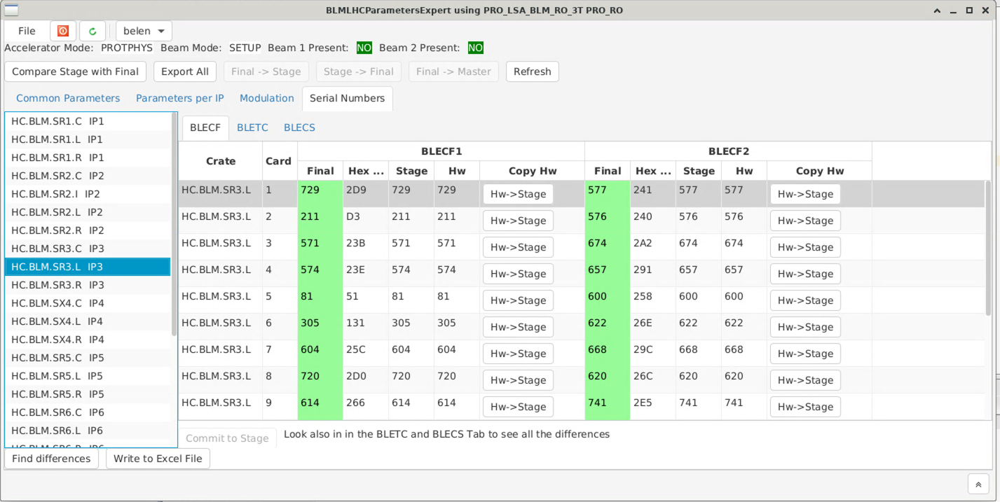 BLMLHCParametersExpert using PRO_LSA_BLM_RO_3T PRO_RO
File belen
Accelerator Mode: PROTPHYS Beam Mode: SETUP Beam 1 Present: NO Beam 2 Present: NO
Compare Stage with Final Export All Final -> Stage Stage -> Final Final -> Master Refresh
Common Parameters Parameters per IP Modulation Serial Numbers
HC.BLM.SR1.C IP1
HC.BLM.SR1.L IP1
HC.BLM.SR1.R IP1
HC.BLM.SR2.C IP2
HC.BLM.SR2.I IP2
HC.BLM.SR2.L IP2
HC.BLM.SR2.R IP2
HC.BLM.SR3.C IP3
HC.BLM.SR3.L IP3
HC.BLM.SR3.R IP3
HC.BLM.SX4.C IP4
HC.BLM.SX4.L IP4
HC.BLM.SX4.R IP4
HC.BLM.SR5.C IP5
HC.BLM.SR5.L IP5
HC.BLM.SR5.R IP5
HC.BLM.SR6.C IP6
HC.BLM.SR6.L IP6
HC.BLM.SR6.R IP6
BLECF BLETC BLECS
Crate Card BLECF1 BLECF2
Final Hex ... Stage Hw Copy Hw Final Hex ... Stage Hw Copy Hw
HC.BLM.SR3.L 1 729 2D9 729 729 Hw->Stage 577 241 577 577 Hw->Stage
HC.BLM.SR3.L 2 211 D3 211 211 Hw->Stage 576 240 576 576 Hw->Stage
HC.BLM.SR3.L 3 571 23B 571 571 Hw->Stage 674 2A2 674 674 Hw->Stage
HC.BLM.SR3.L 4 574 23E 574 574 Hw->Stage 657 291 657 657 Hw->Stage
HC.BLM.SR3.L 5 81 51 81 81 Hw->Stage 600 258 600 600 Hw->Stage
HC.BLM.SR3.L 6 305 131 305 305 Hw->Stage 622 26E 622 622 Hw->Stage
HC.BLM.SR3.L 7 604 25C 604 604 Hw->Stage 668 29C 668 668 Hw->Stage
HC.BLM.SR3.L 8 720 2D0 720 720 Hw->Stage 620 26C 620 620 Hw->Stage
HC.BLM.SR3.L 9 614 266 614 614 Hw->Stage 741 2E5 741 741 Hw->Stage
Commit to Stage Look also in in the BLETC and BLECS Tab to see all the differences
Find differences Write to Excel File